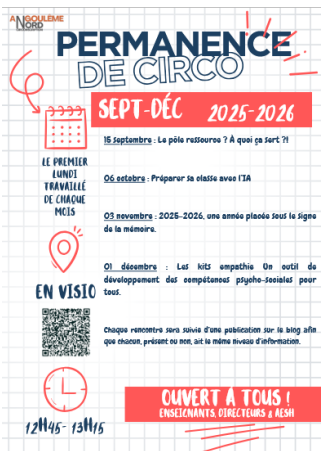 ANGOULÊME
NORD
PERMANENCE
DE CIRCO
SEPT-DÉC 2025-2026
15 septembre : Le pôle ressource ? À quoi ça sert ?!
LE PREMIER
LUNDI
TRAVAILLÉ
DE CHAQUE
MOIS
06 octobre : Préparer sa classe avec l'IA
03 novembre : 2025-2026, une année placée sous le signe
de la mémoire.
01 décembre : Les kits empathie Un outil de
développement des compétences psycho-sociales pour
tous.
EN VISIO
Chaque rencontre sera suivie d'une publication sur le blog afin
que chacun, présent ou non, ait le même niveau d'information.
OUVERT À TOUS !
ENSEIGNANTS, DIRECTEURS & AESH
12H45- 13H15